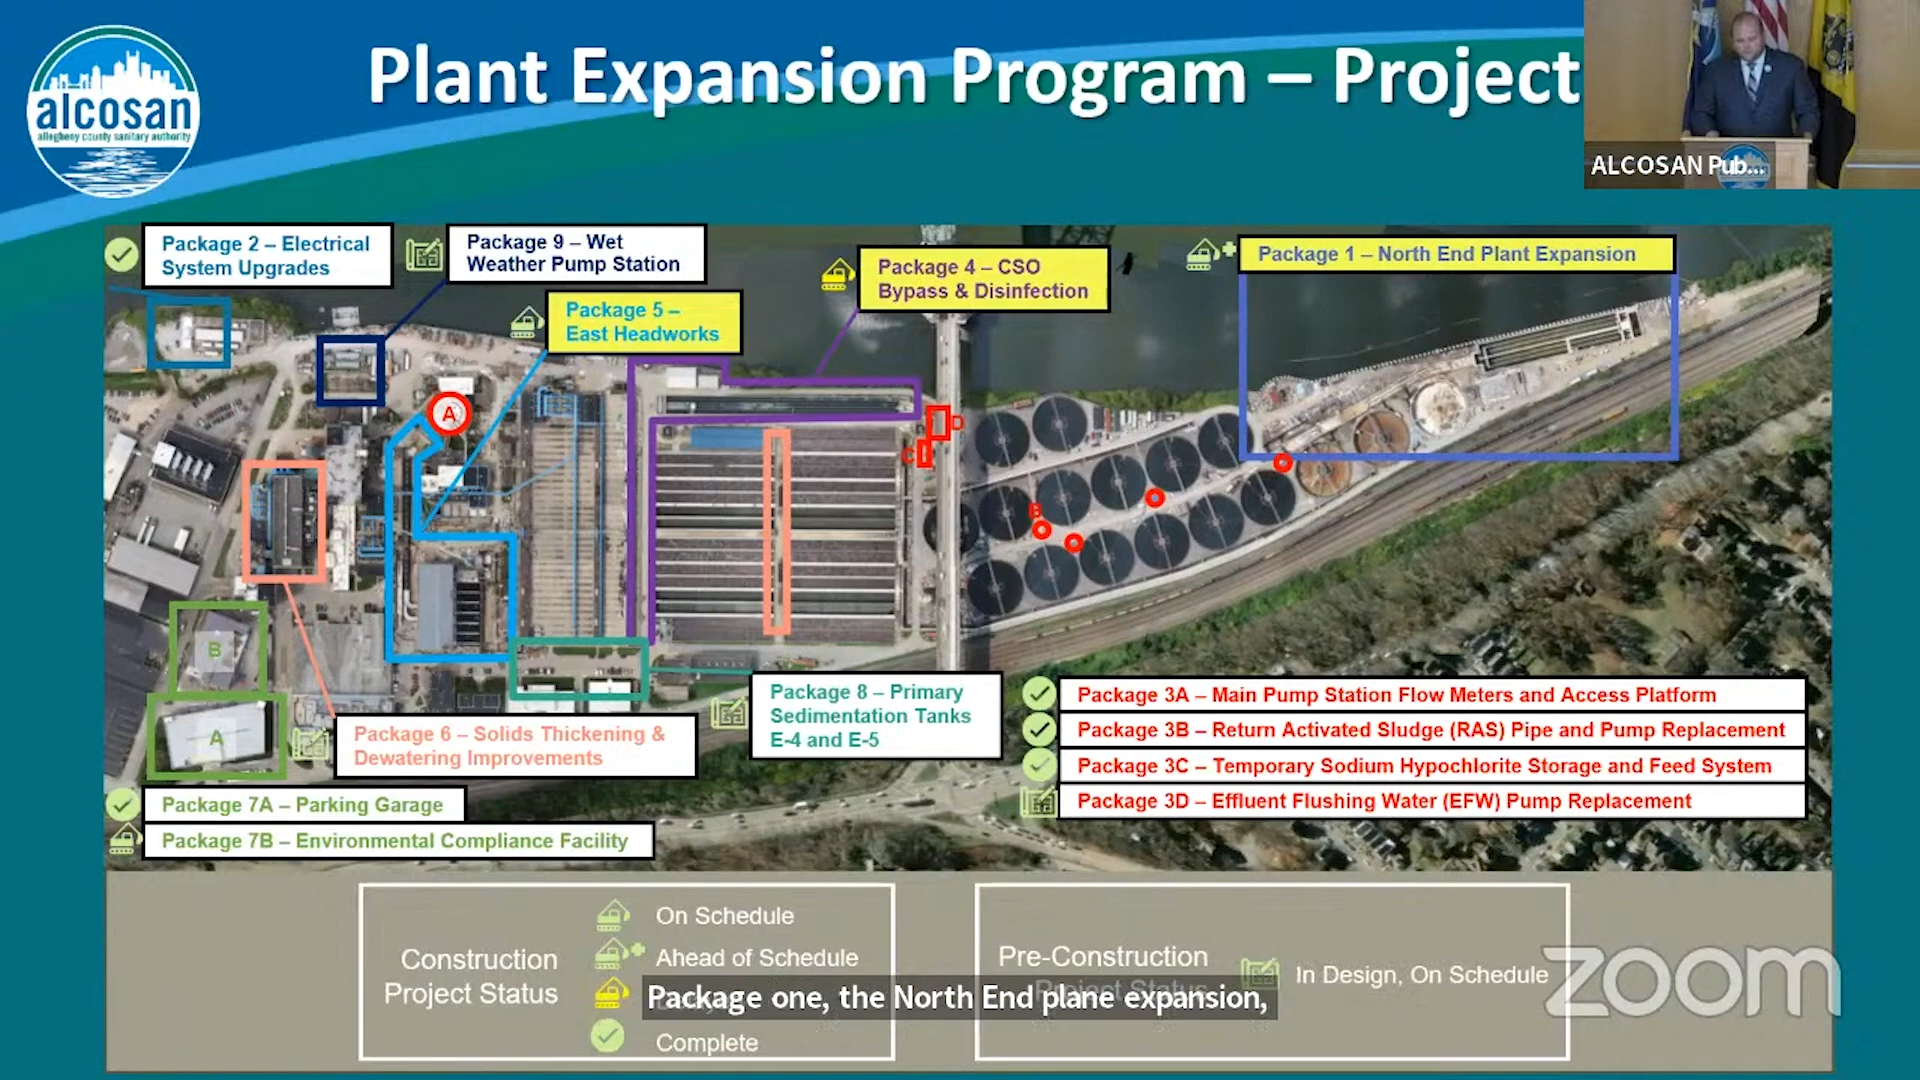 alcosan
allegheny county sanitary authority
Plant Expansion Program – Project
ALCOSAN Pub...
Package 2 – Electrical
System Upgrades
Package 9 – Wet
Weather Pump Station
Package 5 –
East Headworks
Package 4 – CSO
Bypass & Disinfection
Package 1 – North End Plant Expansion
A
D
C
B
B
A
Package 6 – Solids Thickening &
Dewatering Improvements
Package 8 – Primary
Sedimentation Tanks
E-4 and E-5
Package 3A – Main Pump Station Flow Meters and Access Platform
Package 3B – Return Activated Sludge (RAS) Pipe and Pump Replacement
Package 3C – Temporary Sodium Hypochlorite Storage and Feed System
Package 3D – Effluent Flushing Water (EFW) Pump Replacement
Package 7A – Parking Garage
Package 7B – Environmental Compliance Facility
Construction
Project Status
On Schedule
Ahead of Schedule
Complete
Pre-Construction
Project Status
In Design, On Schedule
Package one, the North End plane expansion,
zoom